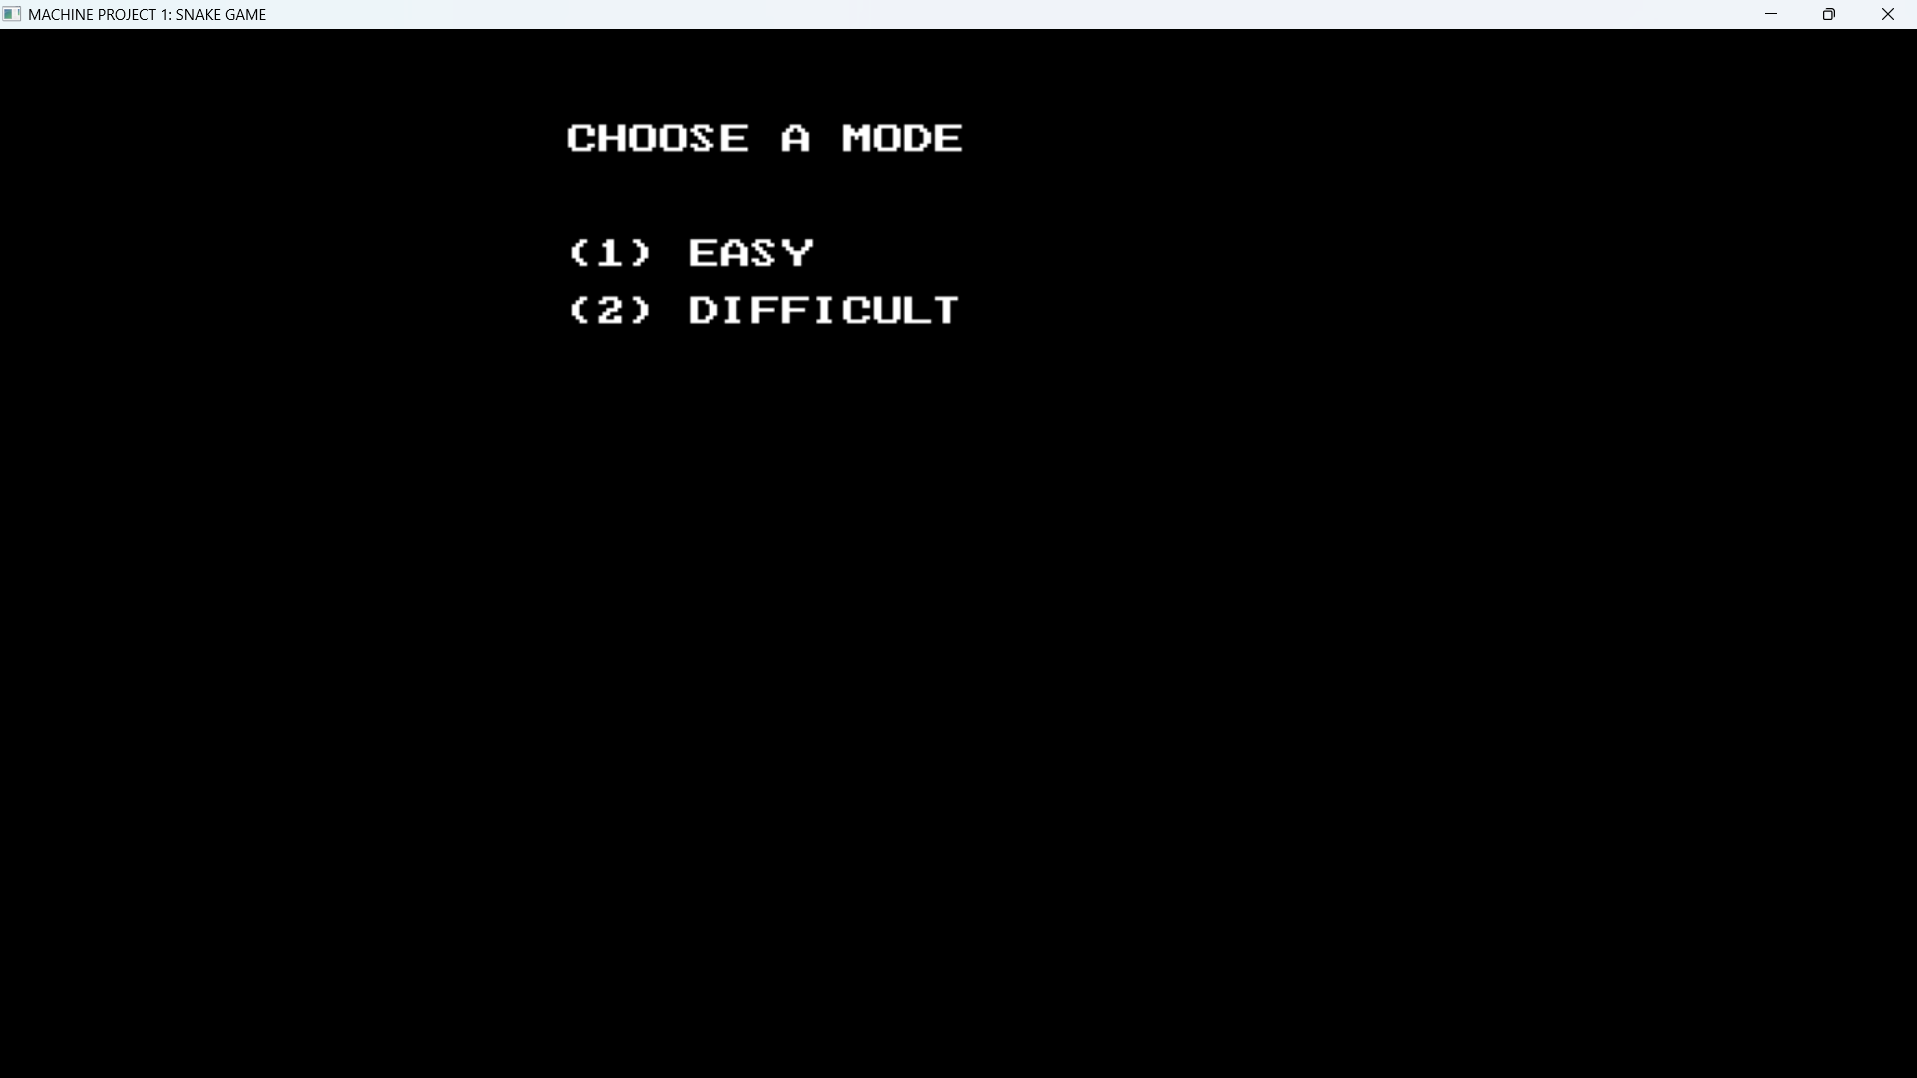 MACHINE PROJECT 1: SNAKE GAME
CHOOSE A MODE
(1) EASY
(2) DIFFICULT